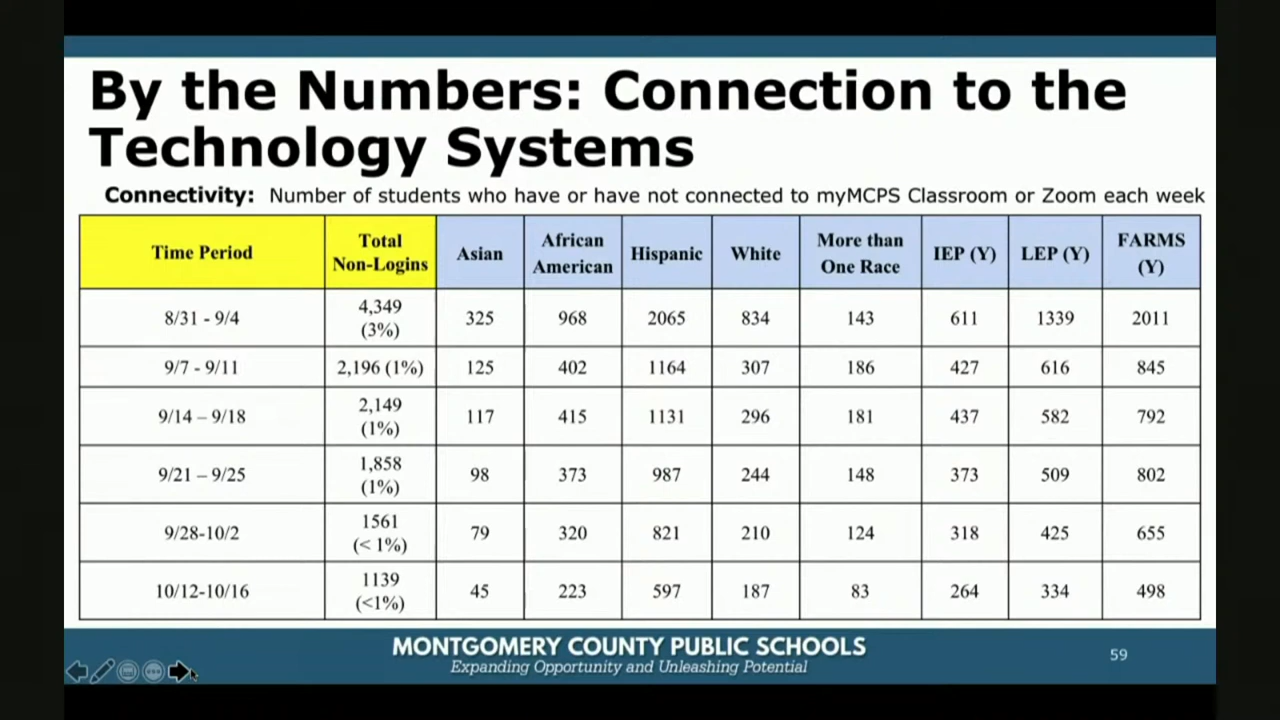 By the Numbers: Connection to the
Technology Systems
Connectivity: Number of students who have or have not connected to myMCPS Classroom or Zoom each week
Time Period Total Non-Logins Asian African American Hispanic White More than One Race IEP (Y) LEP (Y) FARMS (Y)
8/31 - 9/4 4,349 (3%) 325 968 2065 834 143 611 1339 2011
9/7 - 9/11 2,196 (1%) 125 402 1164 307 186 427 616 845
9/14 – 9/18 2,149 (1%) 117 415 1131 296 181 437 582 792
9/21 – 9/25 1,858 (1%) 98 373 987 244 148 373 509 802
9/28-10/2 1561 (< 1%) 79 320 821 210 124 318 425 655
10/12-10/16 1139 (<1%) 45 223 597 187 83 264 334 498
MONTGOMERY COUNTY PUBLIC SCHOOLS
Expanding Opportunity and Unleashing Potential
59